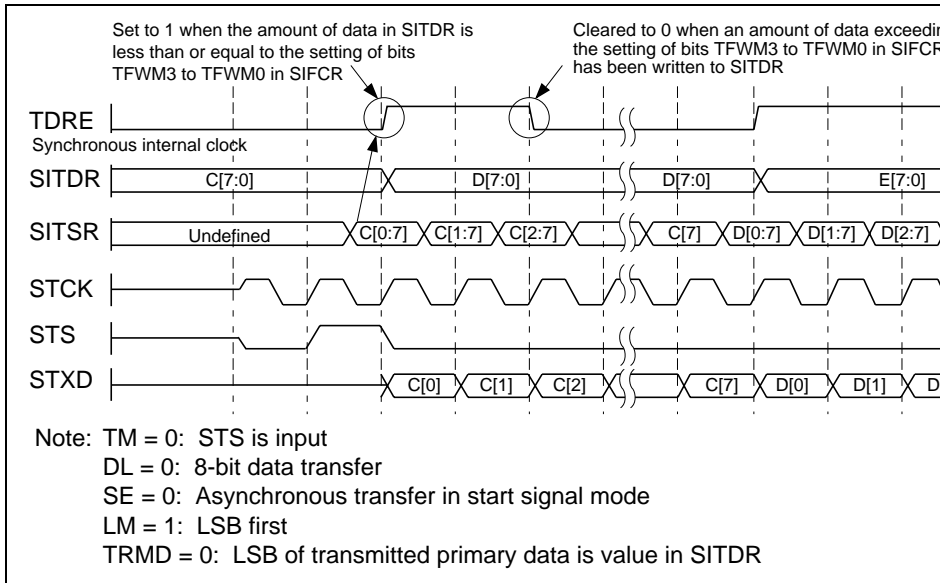 Set to 1 when the amount of data in SITDR is
less than or equal to the setting of bits
TFWM3 to TFWM0 in SIFCR
Cleared to 0 when an amount of data exceedin
the setting of bits TFWM3 to TFWM0 in SIFCR
has been written to SITDR
TDRE
Synchronous internal clock
SITDR C[7:0] D[7:0] D[7:0] E[7:0]
SITSR Undefined C[0:7] C[1:7] C[2:7] C[7] D[0:7] D[1:7] D[2:7]
STCK
STS
STXD C[0] C[1] C[2] C[7] D[0] D[1] D
Note: TM = 0: STS is input
DL = 0: 8-bit data transfer
SE = 0: Asynchronous transfer in start signal mode
LM = 1: LSB first
TRMD = 0: LSB of transmitted primary data is value in SITDR